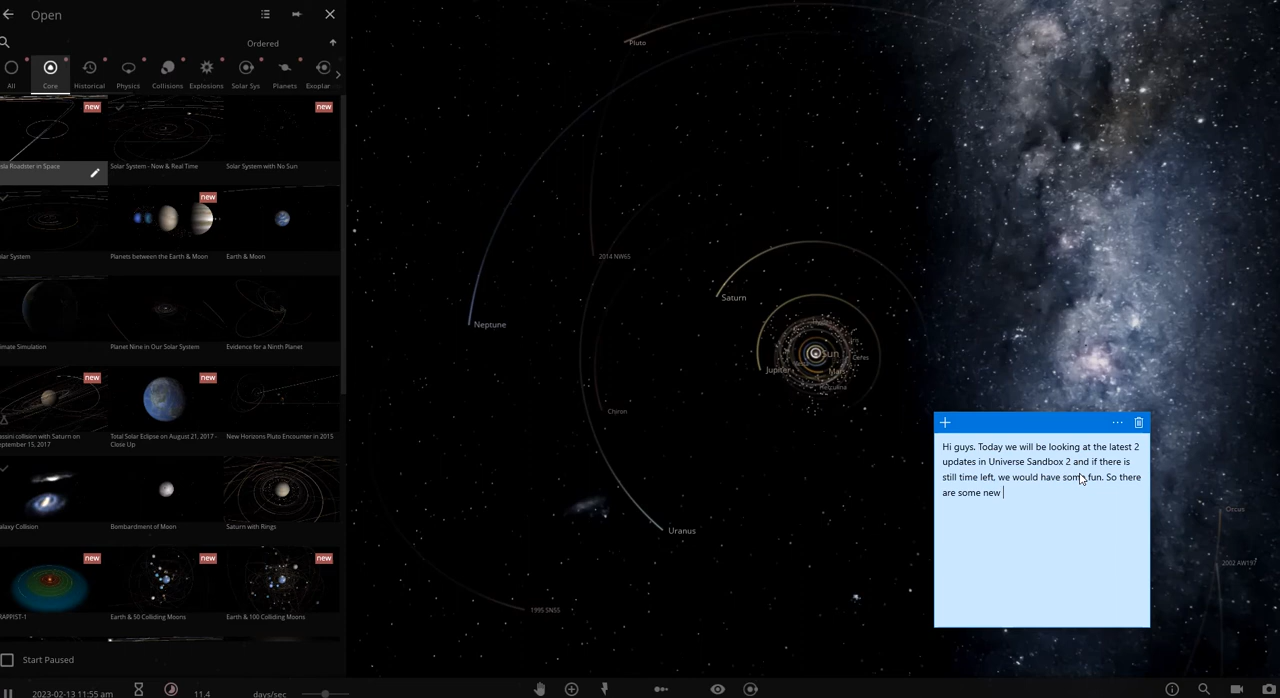 Open
Ordered
All
Core
Historical
Physics
Collisions
Explosions
Solar Sys
Planets
Exoplar
new
new
sla Roadster in Space
Solar System - Now & Real Time
Solar System with No Sun
new
olar System
Planets between the Earth & Moon
Earth & Moon
imate Simulation
Planet Nine in Our Solar System
Evidence for a Ninth Planet
new
new
assini collision with Saturn on
eptember 15, 2017
Total Solar Eclipse on August 21, 2017 -
Close Up
New Horizons Pluto Encounter in 2015
alaxy Collision
Bombardment of Moon
Saturn with Rings
new
new
new
RAPPIST-1
Earth & 50 Colliding Moons
Earth & 100 Colliding Moons
Start Paused
2023-02-13 11:55 am
11.4
days/sec
Pluto
2014 NW65
Saturn
Neptune
Sun
Ceres
Jupiter
Mars
Chiron
Uranus
1995 SN55
Orcus
2002 AW197
Hi guys. Today we will be looking at the latest 2
updates in Universe Sandbox 2 and if there is
still time left, we would have some fun. So there
are some new